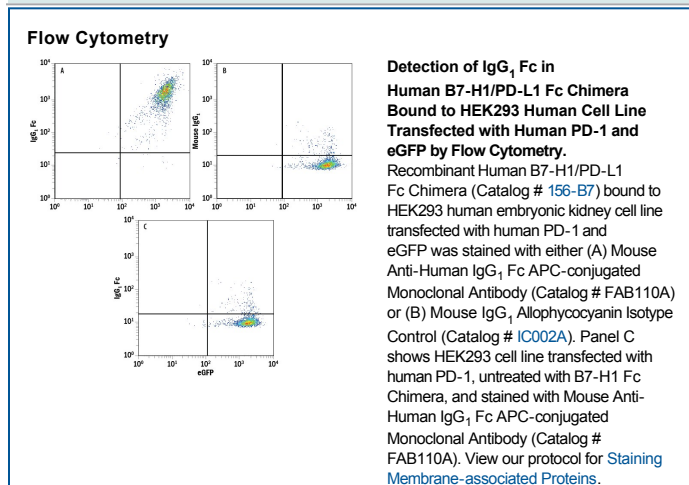 Flow Cytometry
A
IgG₁ Fc
10⁴
10³
10²
10¹
10⁰
10⁰ 10¹ 10² 10³ 10⁴
B
Mouse IgG₁
10⁴
10³
10²
10¹
10⁰
10⁰ 10¹ 10² 10³ 10⁴
C
IgG₁ Fc
10⁴
10³
10²
10¹
10⁰
10⁰ 10¹ 10² 10³ 10⁴
eGFP
Detection of IgG₁ Fc in
Human B7-H1/PD-L1 Fc Chimera
Bound to HEK293 Human Cell Line
Transfected with Human PD-1 and
eGFP by Flow Cytometry.
Recombinant Human B7-H1/PD-L1
Fc Chimera (Catalog # 156-B7) bound to
HEK293 human embryonic kidney cell line
transfected with human PD-1 and
eGFP was stained with either (A) Mouse
Anti-Human IgG₁ Fc APC-conjugated
Monoclonal Antibody (Catalog # FAB110A)
or (B) Mouse IgG₁ Allophycocyanin Isotype
Control (Catalog # IC002A). Panel C
shows HEK293 cell line transfected with
human PD-1, untreated with B7-H1 Fc
Chimera, and stained with Mouse Anti-
Human IgG₁ Fc APC-conjugated
Monoclonal Antibody (Catalog #
FAB110A). View our protocol for Staining
Membrane-associated Proteins.